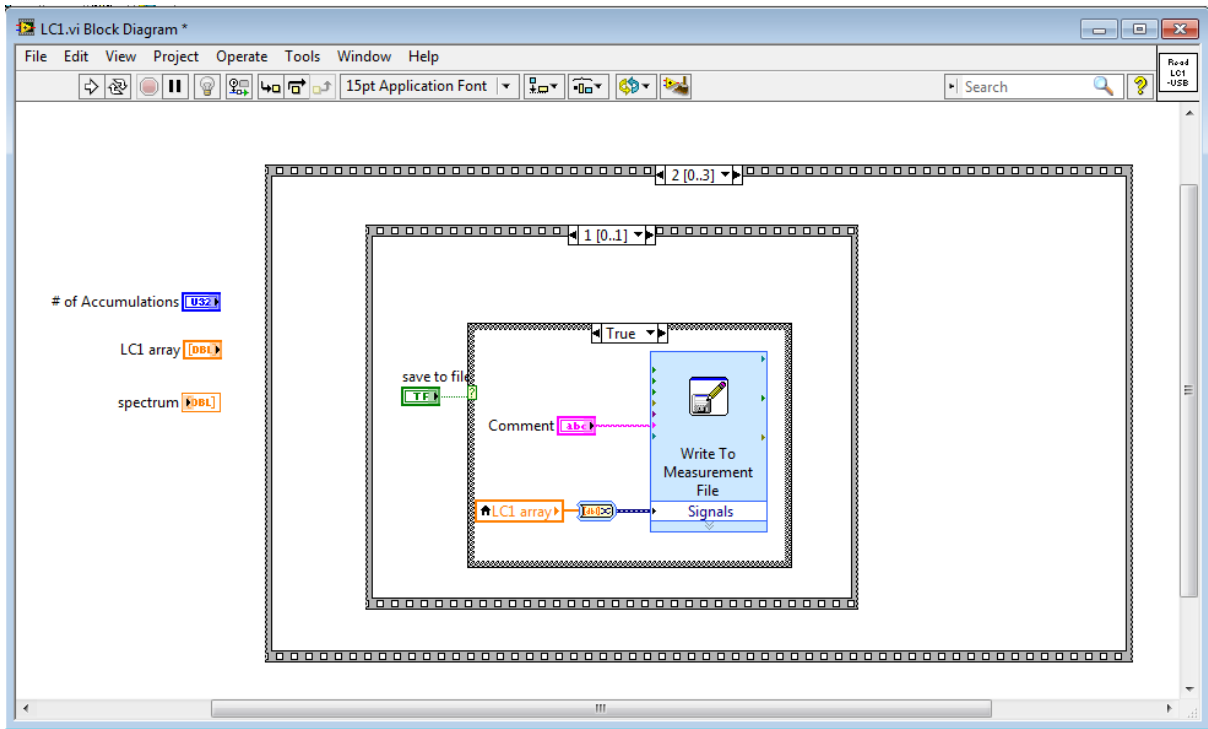 LC1.vi Block Diagram *
File Edit View Project Operate Tools Window Help
15pt Application Font
Search
Read
LC1
-USB
2 [0..3]
1 [0..1]
# of Accumulations U32
LC1 array [DBL]
spectrum DBL]
True
save to file
TF
?
Comment abc
Write To
Measurement
File
LC1 array
Signals